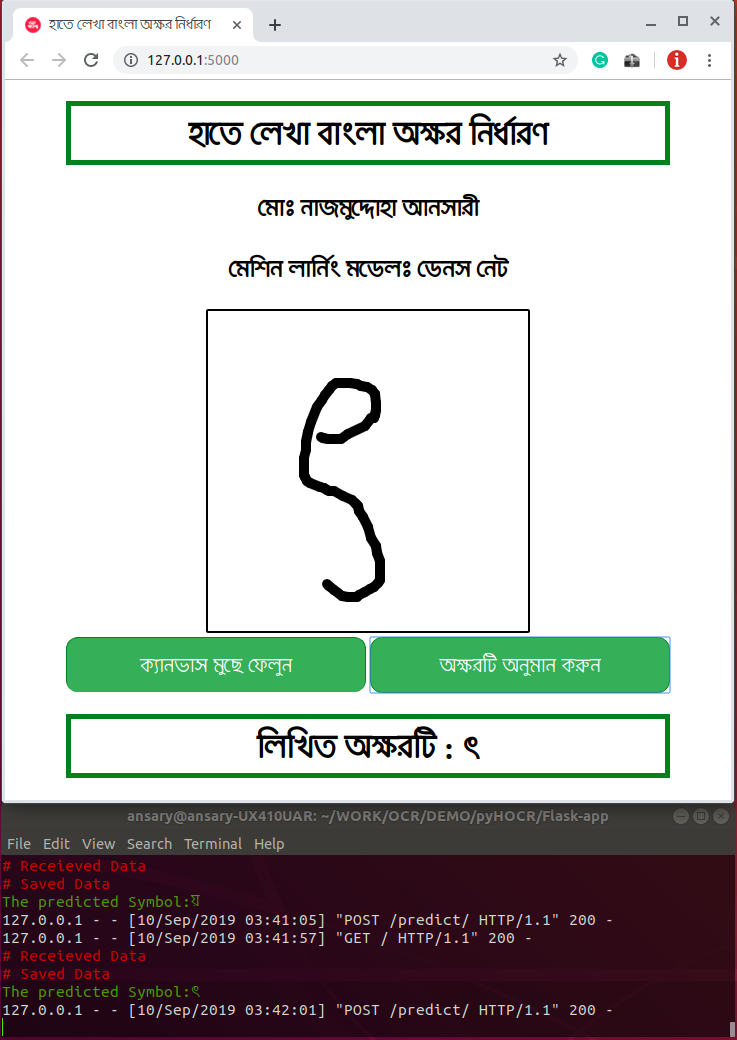 হাতে লেখা বাংলা অক্ষর নির্ধারণ
127.0.0.1:5000
হাতে লেখা বাংলা অক্ষর নির্ধারণ
মোঃ নাজমুদ্দোহা আনসারী
মেশিন লার্নিং মডেলঃ ডেনস নেট
ৎ
ক্যানভাস মুছে ফেলুন অক্ষরটি অনুমান করুন
লিখিত অক্ষরটি : ৎ
ansary@ansary-UX410UAR: ~/WORK/OCR/DEMO/pyHOCR/Flask-app
File Edit View Search Terminal Help
# Receieved Data
# Saved Data
The predicted Symbol:য
127.0.0.1 - - [10/Sep/2019 03:41:05] "POST /predict/ HTTP/1.1" 200 -
127.0.0.1 - - [10/Sep/2019 03:41:57] "GET / HTTP/1.1" 200 -
# Receieved Data
# Saved Data
The predicted Symbol:ৎ
127.0.0.1 - - [10/Sep/2019 03:42:01] "POST /predict/ HTTP/1.1" 200 -